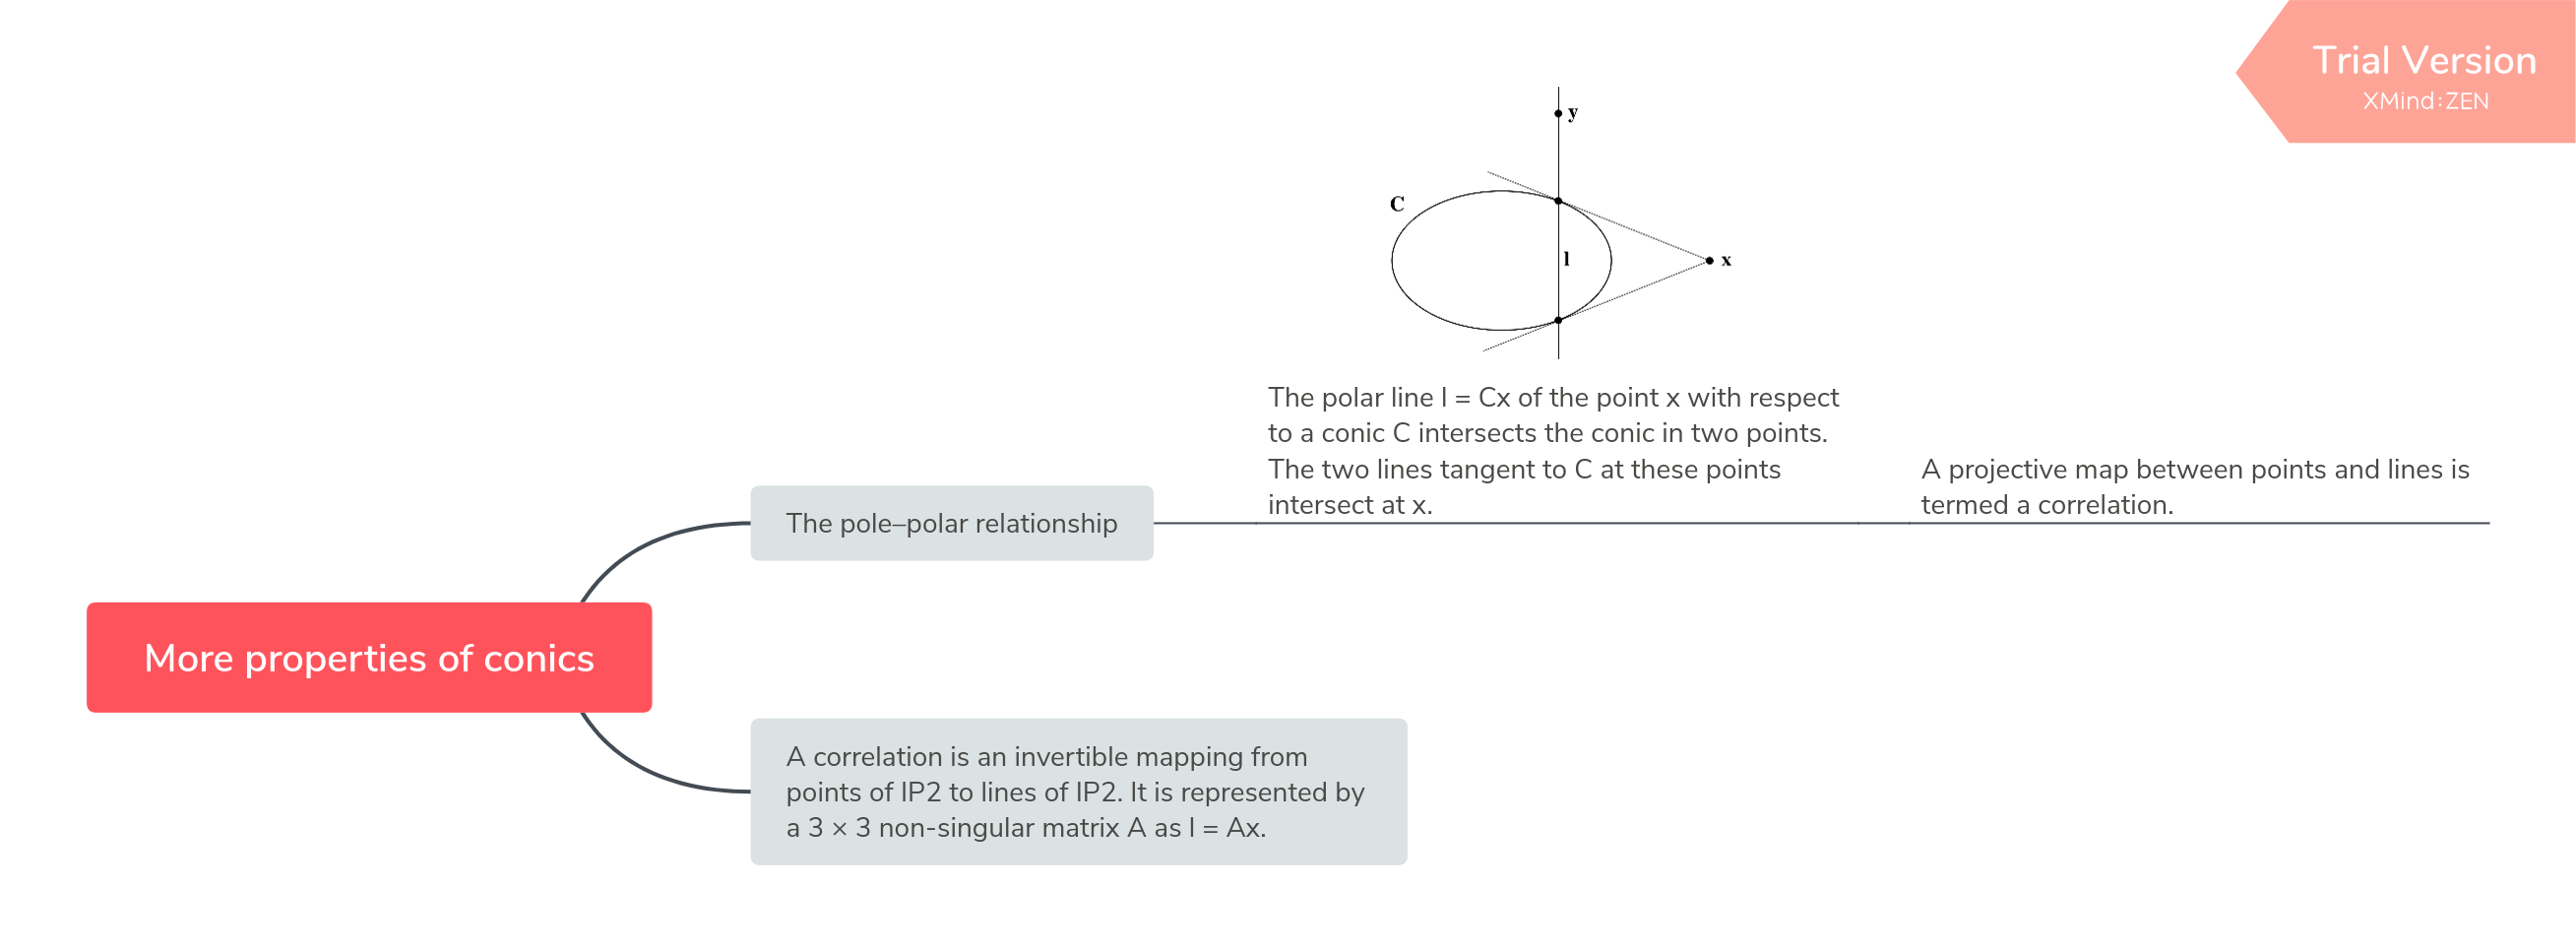 Trial Version
XMind:ZEN
y
C
l
x
The polar line l = Cx of the point x with respect
to a conic C intersects the conic in two points.
The two lines tangent to C at these points
intersect at x.
A projective map between points and lines is
termed a correlation.
The pole–polar relationship
More properties of conics
A correlation is an invertible mapping from
points of IP2 to lines of IP2. It is represented by
a 3 × 3 non-singular matrix A as l = Ax.